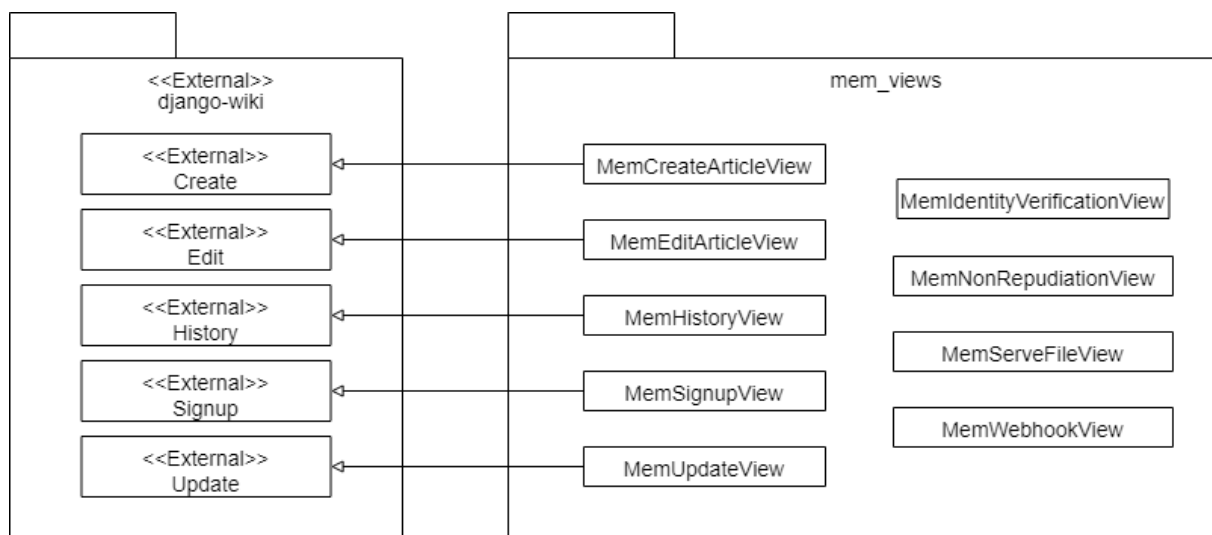 <<External>>
django-wiki
<<External>>
Create
<<External>>
Edit
<<External>>
History
<<External>>
Signup
<<External>>
Update
mem_views
MemCreateArticleView
MemEditArticleView
MemHistoryView
MemSignupView
MemUpdateView
MemIdentityVerificationView
MemNonRepudiationView
MemServeFileView
MemWebhookView